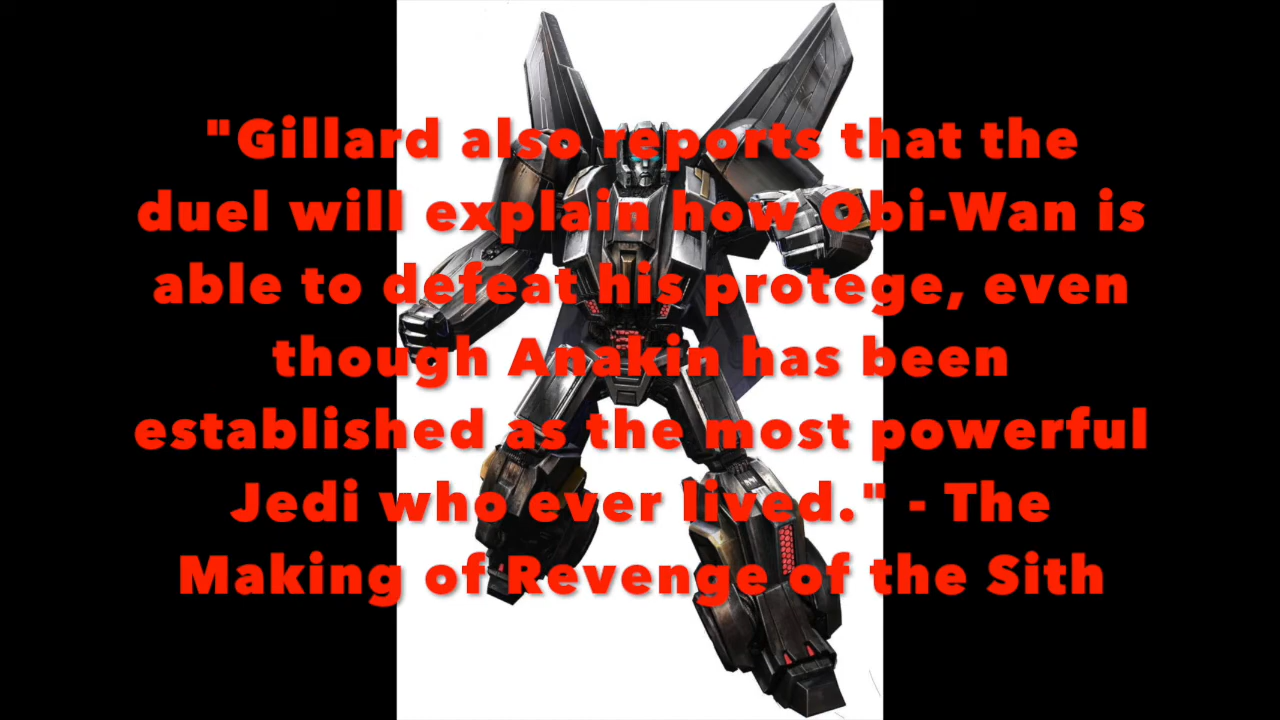 "Gillard also reports that the
duel will explain how Obi-Wan is
able to defeat his protege, even
though Anakin has been
established as the most powerful
Jedi who ever lived." - The
Making of Revenge of the Sith